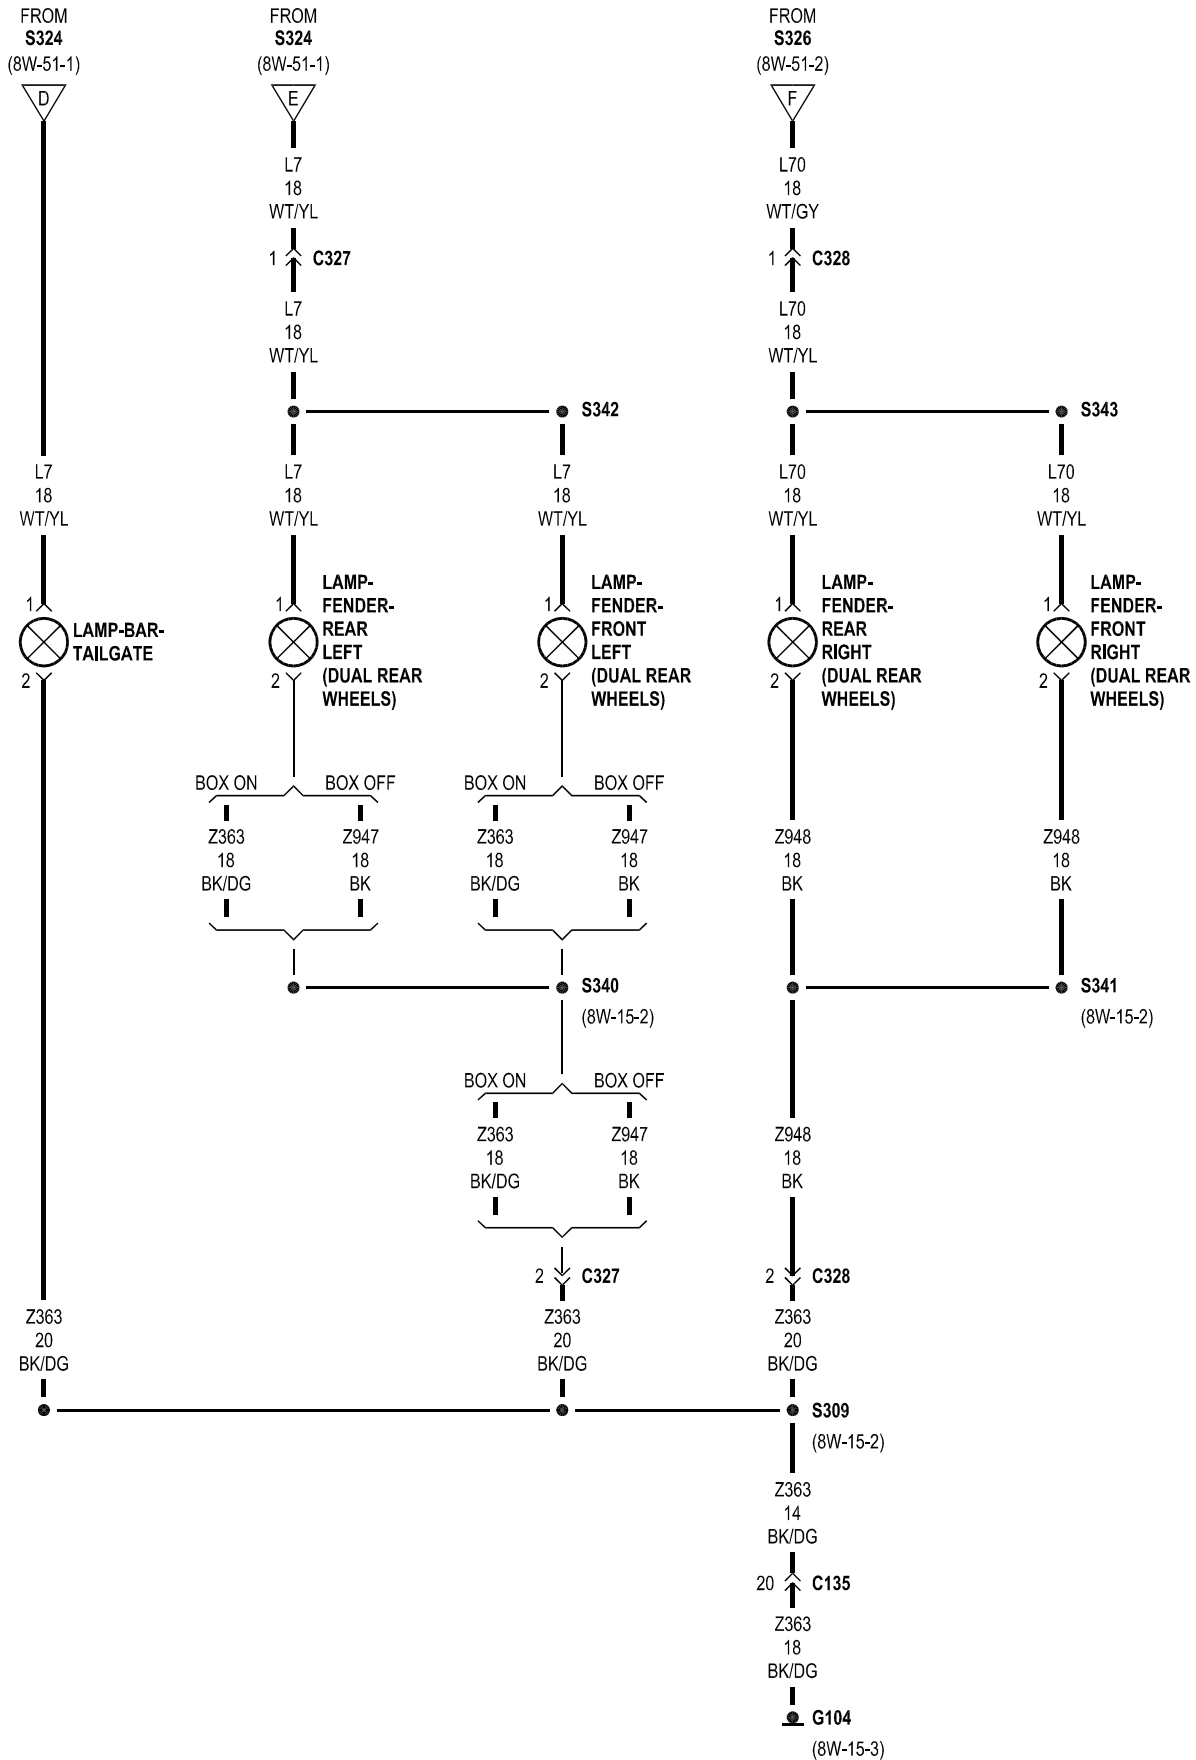 FROM
S324
(8W-51-1)
D
FROM
S324
(8W-51-1)
E
FROM
S326
(8W-51-2)
F
L7
18
WT/YL
L70
18
WT/GY
1
C327
1
C328
L7
18
WT/YL
L70
18
WT/YL
S342
S343
L7
18
WT/YL
L7
18
WT/YL
L7
18
WT/YL
L70
18
WT/YL
L70
18
WT/YL
1
LAMP-BAR-
TAILGATE
2
1
LAMP-
FENDER-
REAR
LEFT
(DUAL REAR
WHEELS)
2
1
LAMP-
FENDER-
FRONT
LEFT
(DUAL REAR
WHEELS)
2
1
LAMP-
FENDER-
REAR
RIGHT
(DUAL REAR
WHEELS)
2
1
LAMP-
FENDER-
FRONT
RIGHT
(DUAL REAR
WHEELS)
2
BOX ON
BOX OFF
BOX ON
BOX OFF
Z363
18
BK/DG
Z947
18
BK
Z363
18
BK/DG
Z947
18
BK
Z948
18
BK
Z948
18
BK
S340
(8W-15-2)
S341
(8W-15-2)
BOX ON
BOX OFF
Z363
18
BK/DG
Z947
18
BK
Z948
18
BK
2
C327
2
C328
Z363
20
BK/DG
Z363
20
BK/DG
Z363
20
BK/DG
S309
(8W-15-2)
Z363
14
BK/DG
20
C135
Z363
18
BK/DG
G104
(8W-15-3)